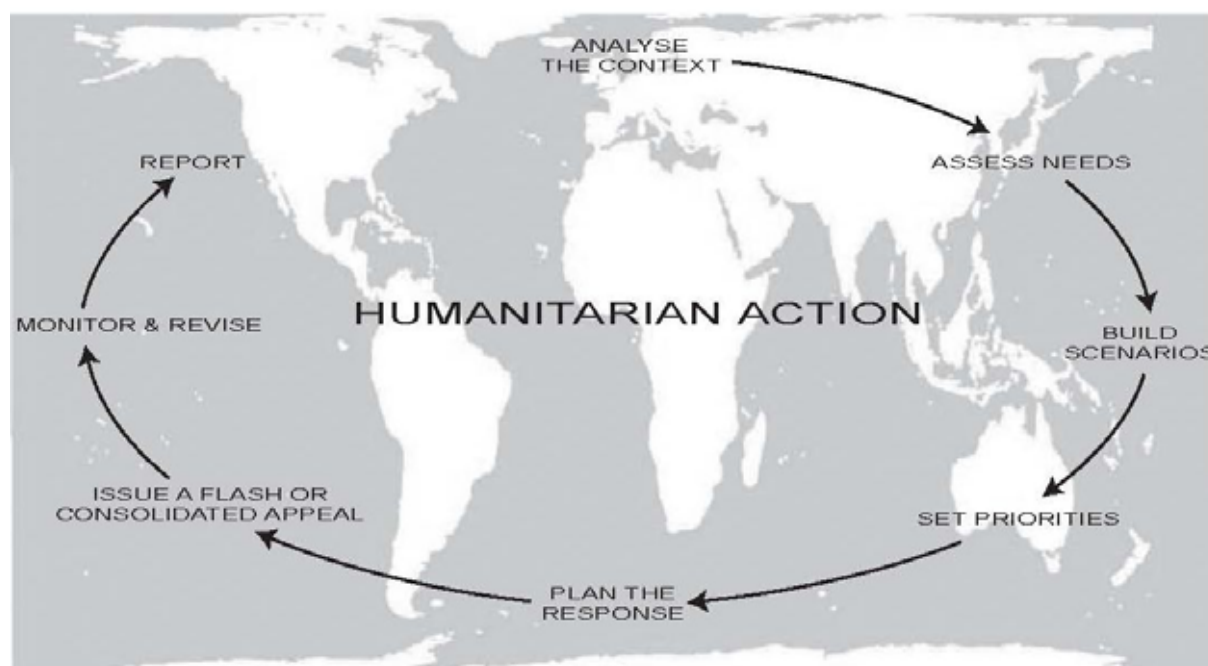 ANALYSE
THE CONTEXT
ASSESS NEEDS
BUILD
SCENARIOS
SET PRIORITIES
PLAN THE
RESPONSE
ISSUE A FLASH OR
CONSOLIDATED APPEAL
MONITOR & REVISE
REPORT
HUMANITARIAN ACTION